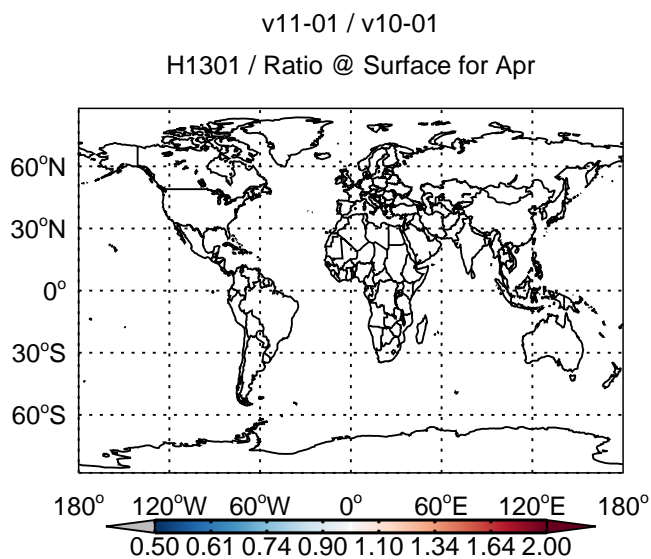 v11-01 / v10-01
H1301 / Ratio @ Surface for Apr
60°N
30°N
0°
30°S
60°S
180° 120°W 60°W 0° 60°E 120°E 180°
0.50 0.61 0.74 0.90 1.10 1.34 1.64 2.00